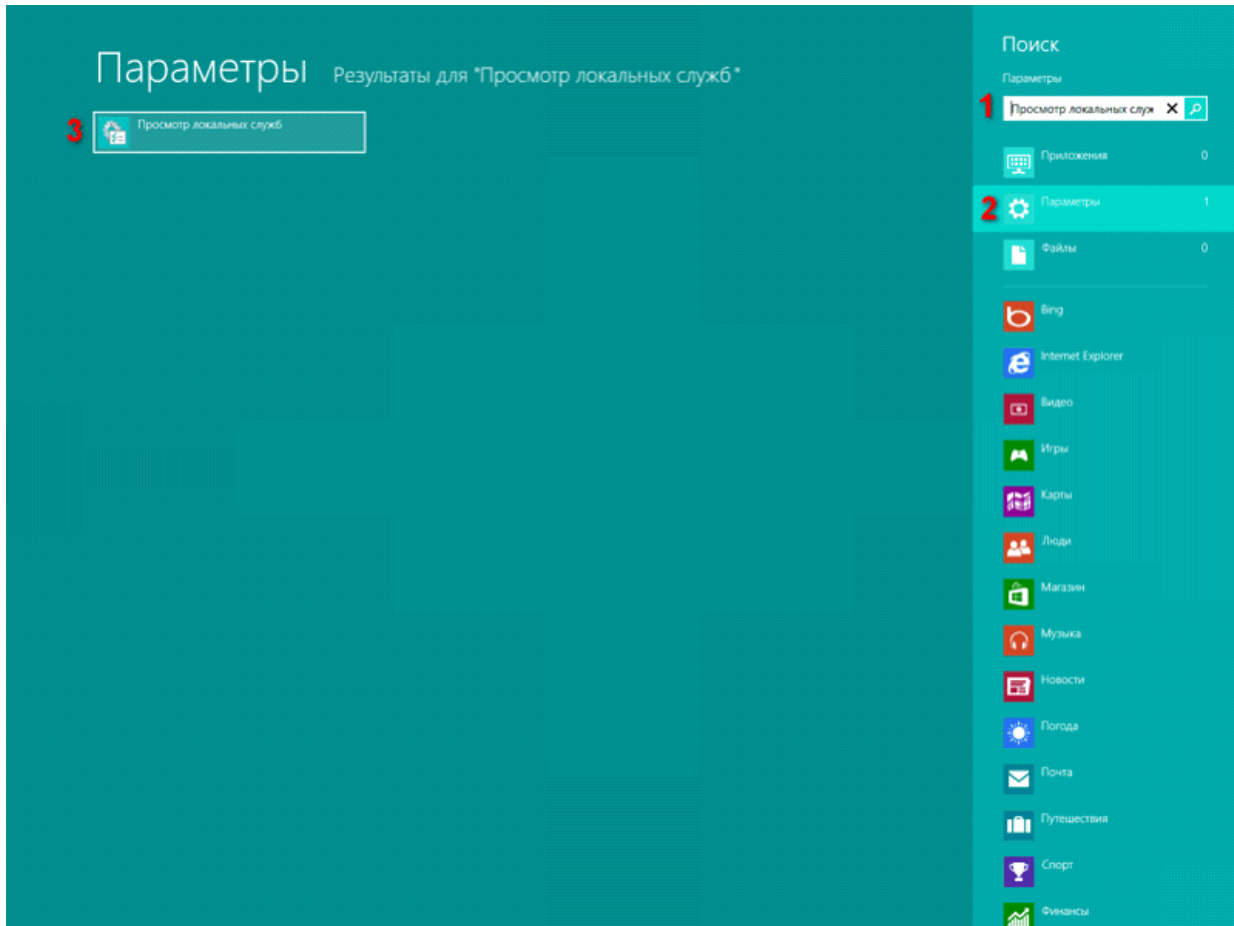 Параметры Результаты для "Просмотр локальных служб"
3 Просмотр локальных служб
Поиск
Параметры
1 Просмотр локальных служ
Приложения 0
2 Параметры 1
Файлы 0
Bing
Internet Explorer
Видео
Игры
Карты
Люди
Магазин
Музыка
Новости
Погода
Почта
Путешествия
Спорт
Финансы